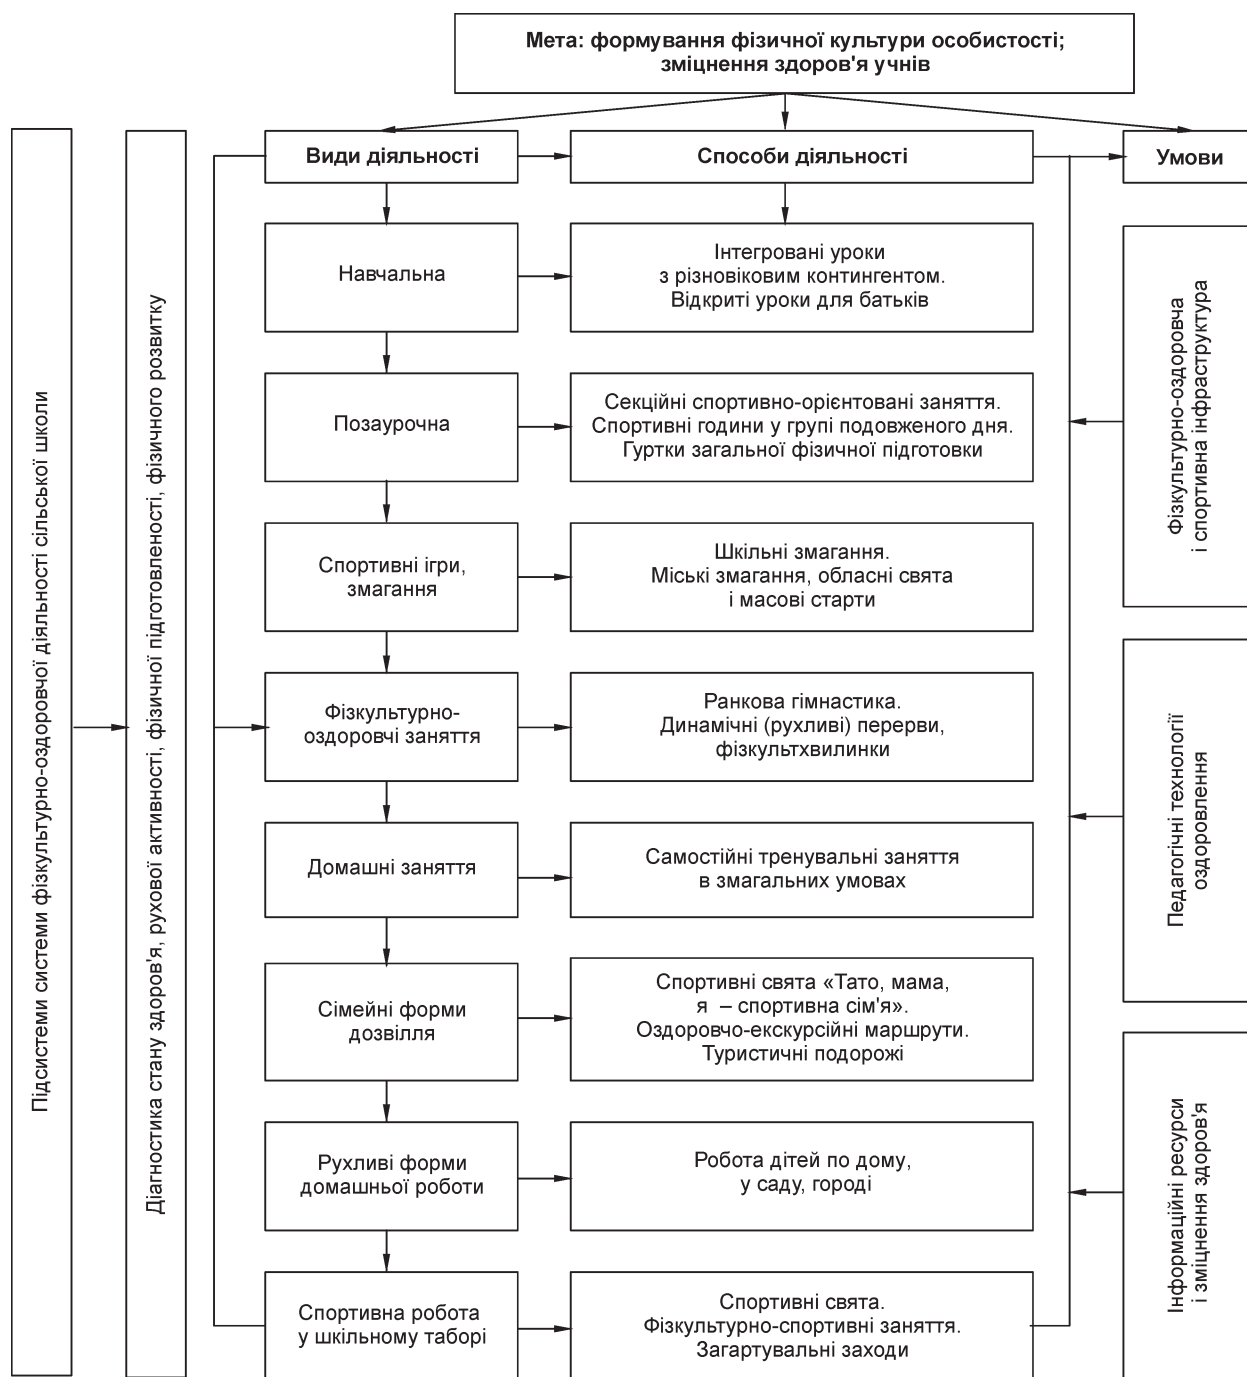 Мета: формування фізичної культури особистості;
зміцнення здоров'я учнів
Підсистеми системи фізкультурно-оздоровчої діяльності сільської школи
Діагностика стану здоров'я, рухової активності, фізичної підготовленості, фізичного розвитку
Види діяльності
Способи діяльності
Умови
Навчальна
Інтегровані уроки
з різновіковим контингентом.
Відкриті уроки для батьків
Позаурочна
Секційні спортивно-орієнтовані заняття.
Спортивні години у групі подовженого дня.
Гуртки загальної фізичної підготовки
Спортивні ігри,
змагання
Шкільні змагання.
Міські змагання, обласні свята
і масові старти
Фізкультурно-
оздоровчі заняття
Ранкова гімнастика.
Динамічні (рухливі) перерви,
фізкультхвилинки
Домашні заняття
Самостійні тренувальні заняття
в змагальних умовах
Сімейні форми
дозвілля
Спортивні свята «Тато, мама,
я – спортивна сім'я».
Оздоровчо-екскурсійні маршрути.
Туристичні подорожі
Рухливі форми
домашньої роботи
Робота дітей по дому,
у саду, городі
Спортивна робота
у шкільному таборі
Спортивні свята.
Фізкультурно-спортивні заняття.
Загартувальні заходи
Фізкультурно-оздоровча
і спортивна інфраструктура
Педагогічні технології
оздоровлення
Інформаційні ресурси
і зміцнення здоров'я